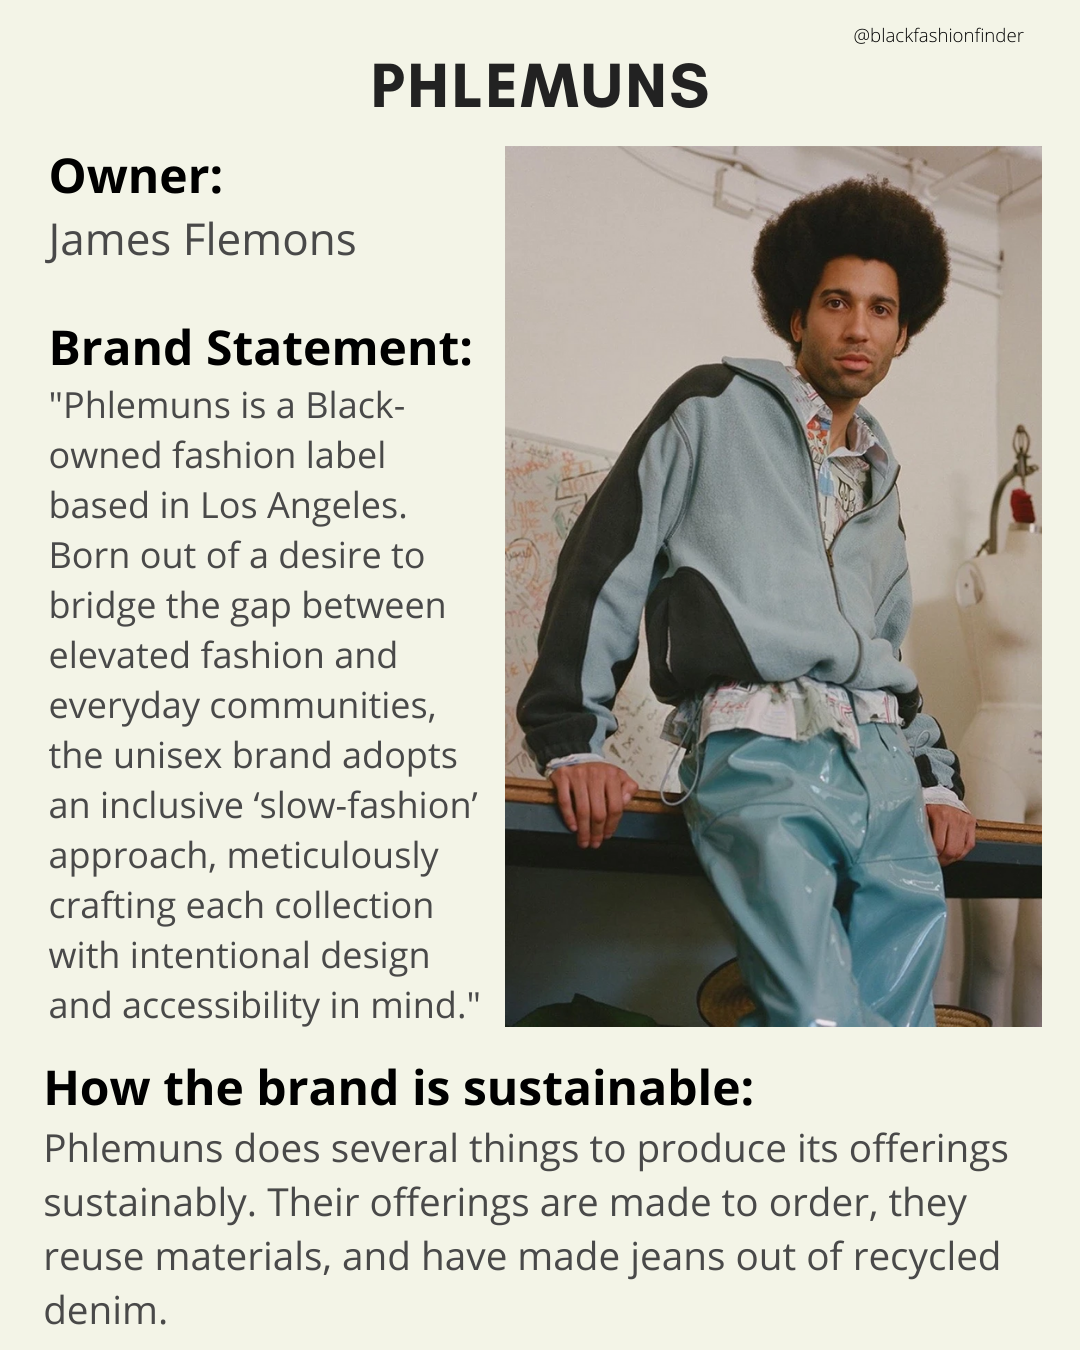 @blackfashionfinder
PHLEMUNS
Owner:
James Flemons
Brand Statement:
"Phlemuns is a Black-
owned fashion label
based in Los Angeles.
Born out of a desire to
bridge the gap between
elevated fashion and
everyday communities,
the unisex brand adopts
an inclusive ‘slow-fashion’
approach, meticulously
crafting each collection
with intentional design
and accessibility in mind."
How the brand is sustainable:
Phlemuns does several things to produce its offerings
sustainably. Their offerings are made to order, they
reuse materials, and have made jeans out of recycled
denim.